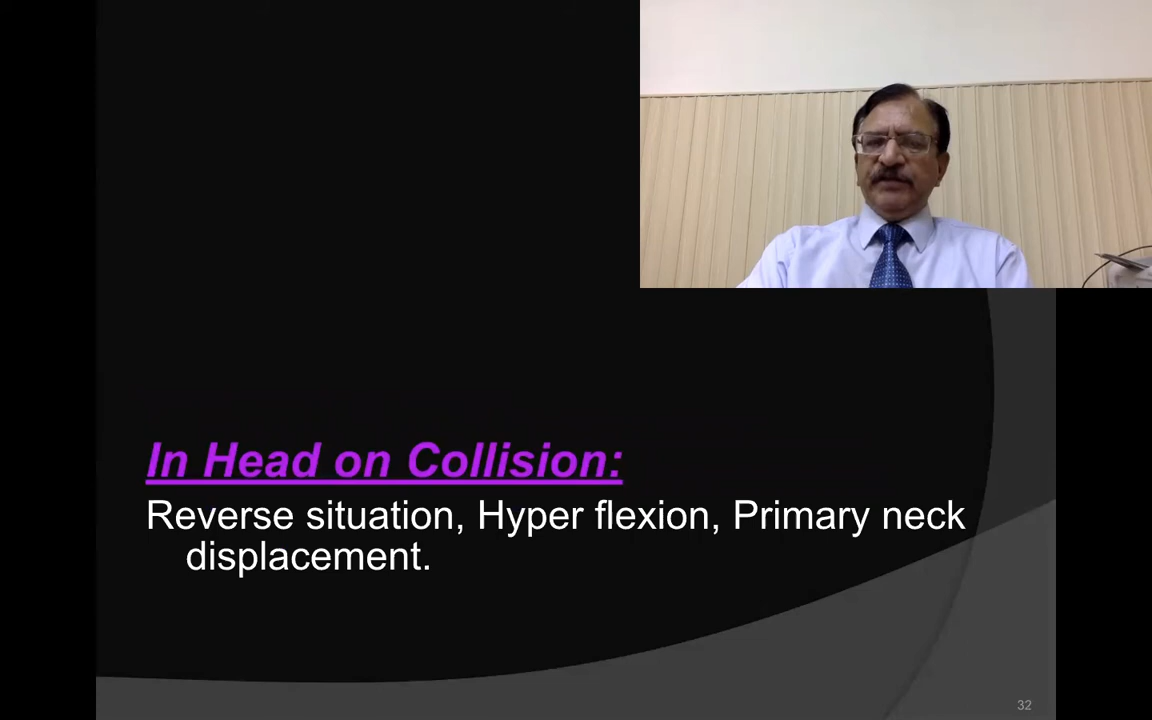 In Head on Collision:
Reverse situation, Hyper flexion, Primary neck
displacement.
32